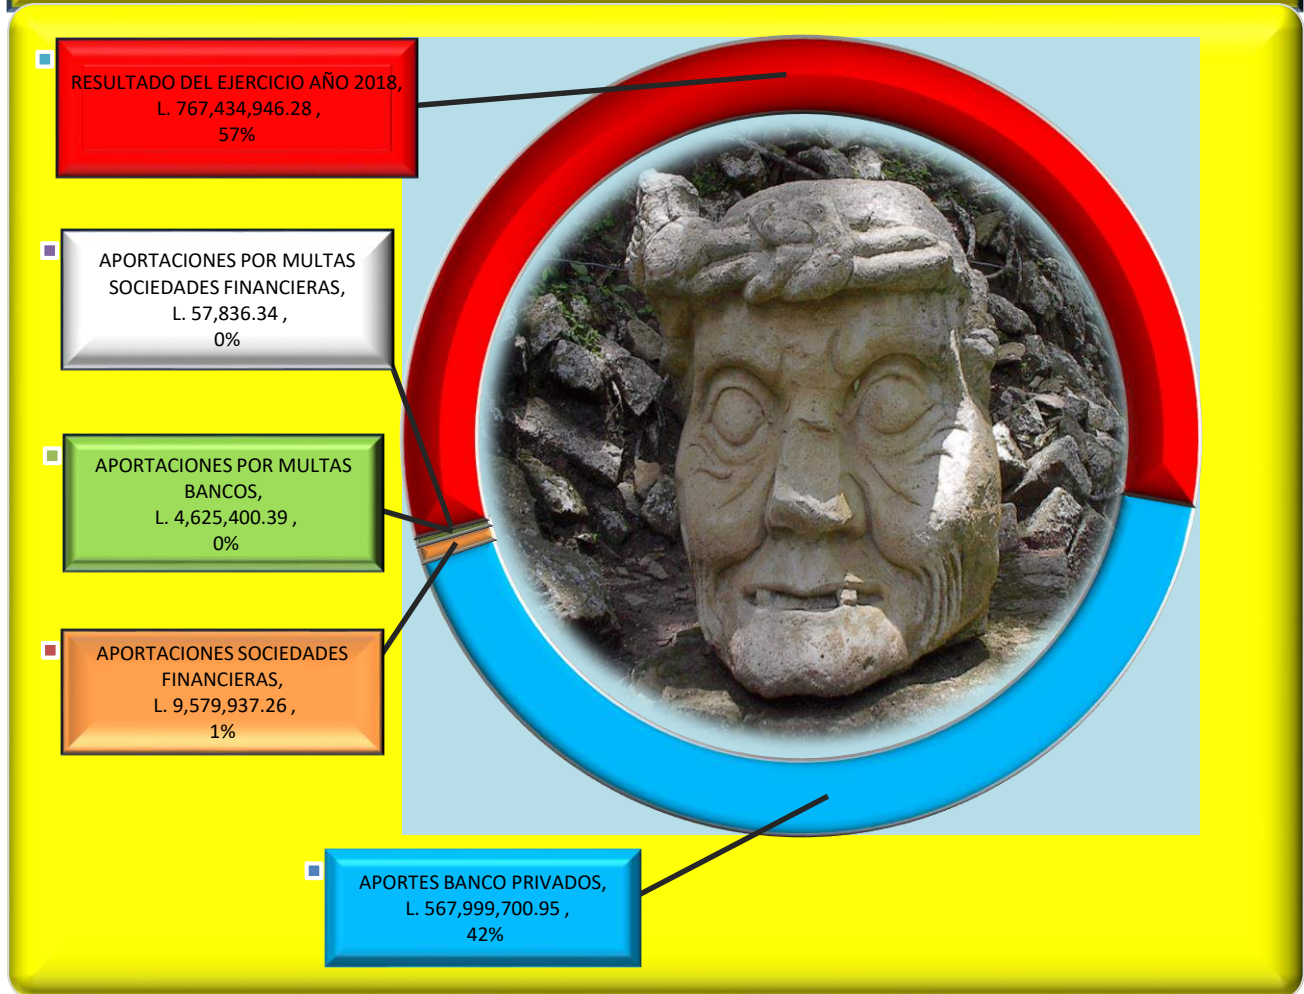 RESULTADO DEL EJERCICIO AÑO 2018,
L. 767,434,946.28 ,
57%
APORTACIONES POR MULTAS
SOCIEDADES FINANCIERAS,
L. 57,836.34 ,
0%
APORTACIONES POR MULTAS
BANCOS,
L. 4,625,400.39 ,
0%
APORTACIONES SOCIEDADES
FINANCIERAS,
L. 9,579,937.26 ,
1%
APORTES BANCO PRIVADOS,
L. 567,999,700.95 ,
42%